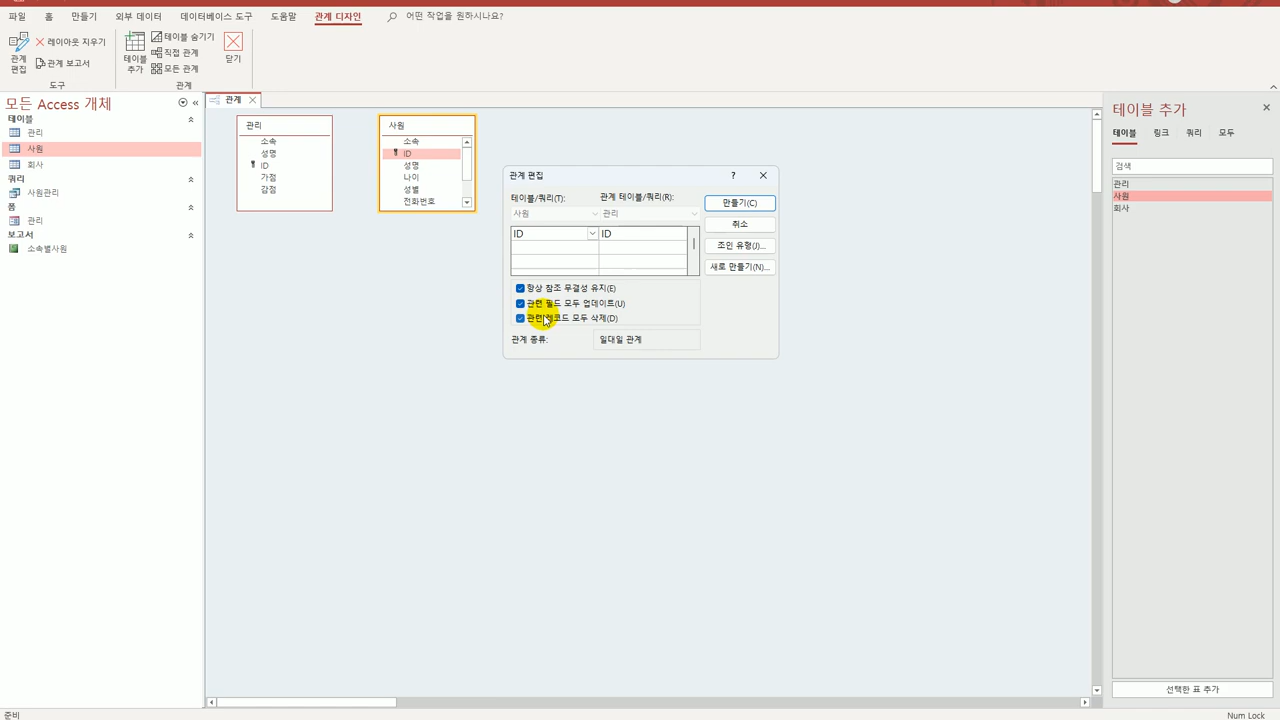 파일 홈 만들기 외부 데이터 데이터베이스 도구 도움말 관계 디자인 어떤 작업을 원하시나요?
관계 편집
레이아웃 지우기
관계 보고서
도구
테이블 추가
테이블 숨기기
직접 관계
모든 관계
닫기
관계
모든 Access 개체
테이블
관리
사원
회사
쿼리
사원관리
폼
관리
보고서
소속별사원
관계
관리
소속
성명
ID
가점
감점
사원
소속
ID
성명
나이
성별
전화번호
관계 편집
?
테이블/쿼리(T): 관계 테이블/쿼리(R):
사원 관리
ID ID
항상 참조 무결성 유지(E)
관련 필드 모두 업데이트(U)
관련 레코드 모두 삭제(D)
관계 종류: 일대일 관계
만들기(C)
취소
조인 유형(J)...
새로 만들기(N)...
테이블 추가
테이블 링크 쿼리 모두
검색
관리
사원
회사
선택한 표 추가
준비
Num Lock